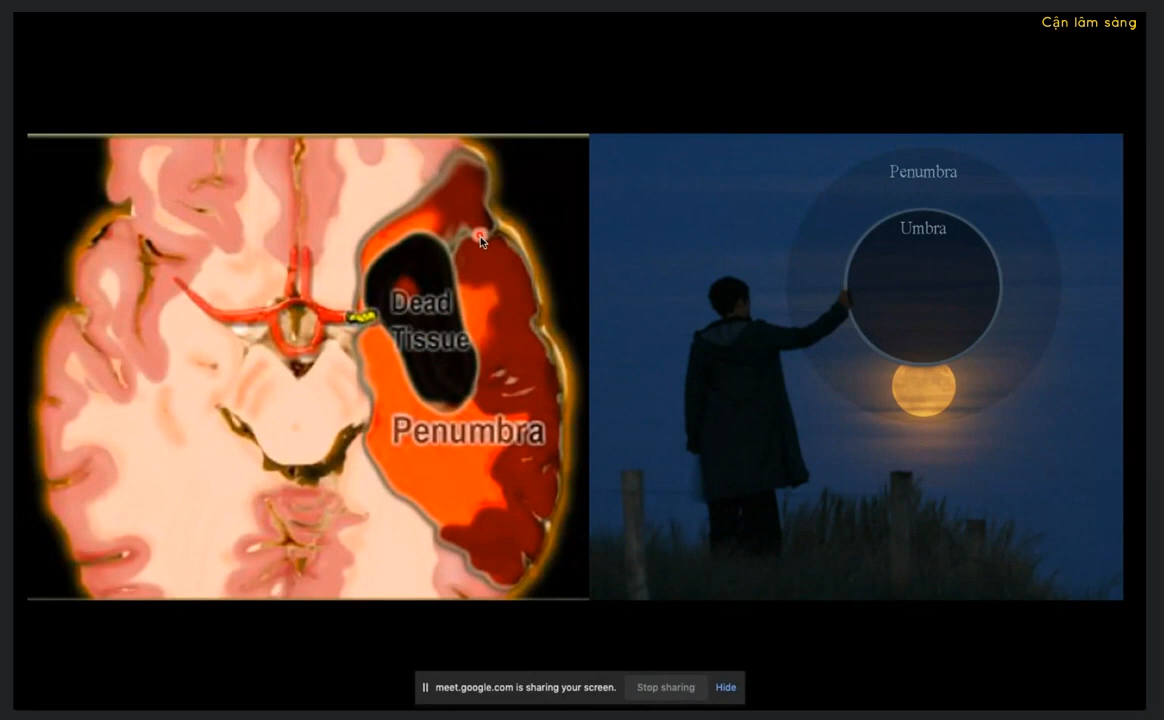 Cận lâm sàng
Dead
Tissue
Penumbra
Penumbra
Umbra
meet.google.com is sharing your screen.
Stop sharing
Hide